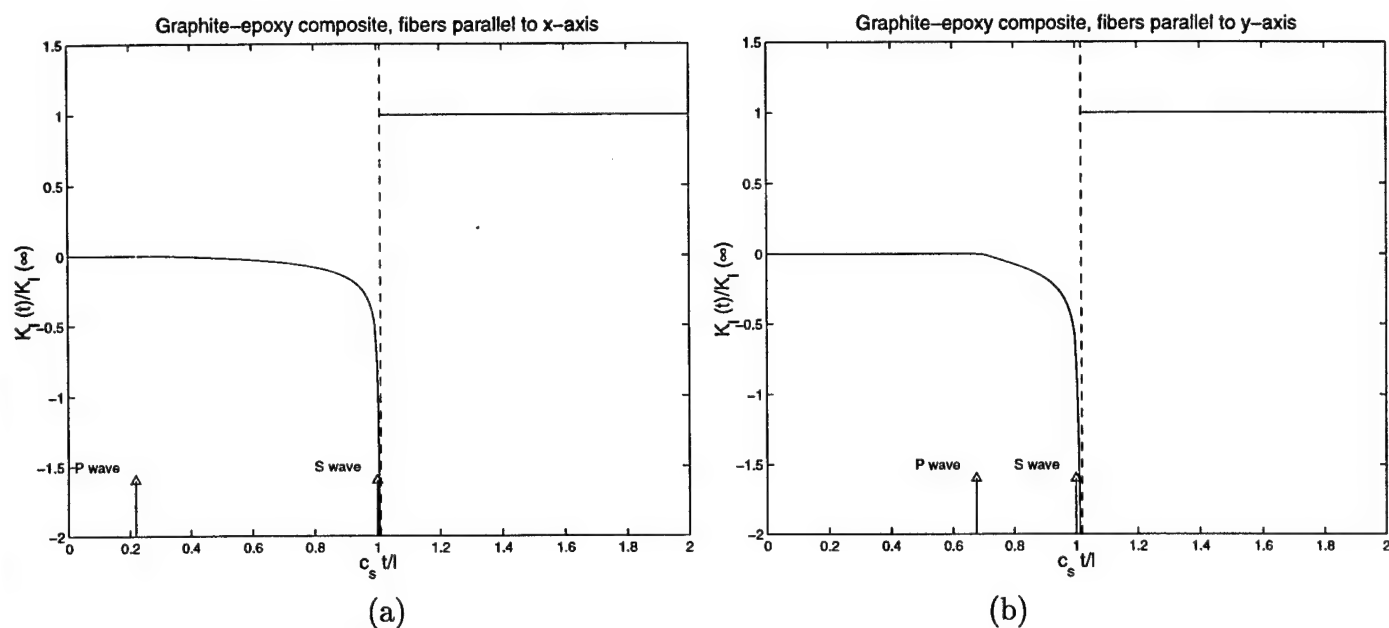 Graphite-epoxy composite, fibers parallel to x-axis
1.5
1
0.5
0
-0.5
-1
-1.5
-2
K_I (t)/K_I (∞)
P wave
S wave
0 0.2 0.4 0.6 0.8 1 1.2 1.4 1.6 1.8 2
c_s t/l
(a)
Graphite-epoxy composite, fibers parallel to y-axis
1.5
1
0.5
0
-0.5
-1
-1.5
-2
K_I (t)/K_I (∞)
P wave
S wave
0 0.2 0.4 0.6 0.8 1 1.2 1.4 1.6 1.8 2
c_s t/l
(b)